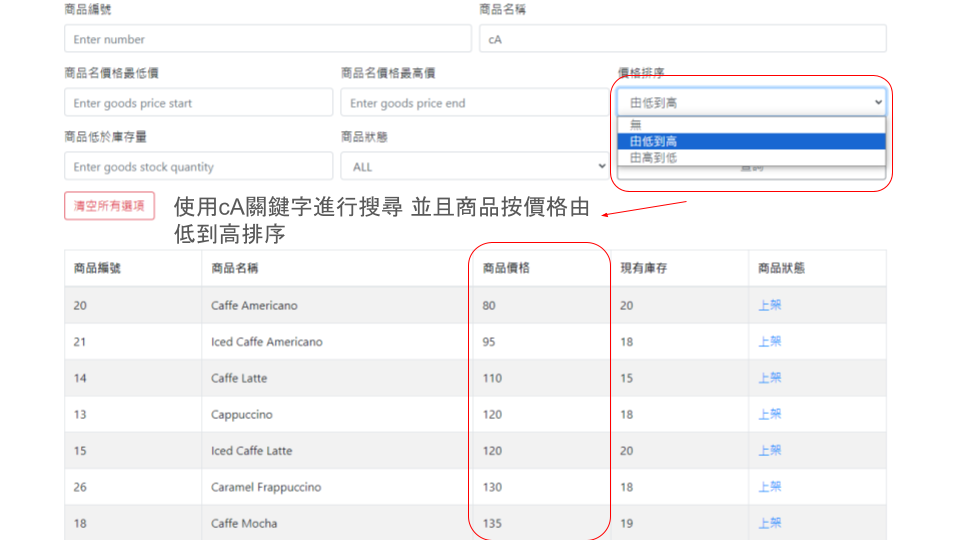 商品編號 商品名稱
Enter number cA
商品名價格最低價 商品名價格最高價 價格排序
Enter goods price start Enter goods price end 由低到高
無
商品低於庫存量 商品狀態 由低到高
由高到低
Enter goods stock quantity ALL 查詢
清空所有選項 使用cA關鍵字進行搜尋 並且商品按價格由
低到高排序
商品編號 商品名稱 商品價格 現有庫存 商品狀態
20 Caffe Americano 80 20 上架
21 Iced Caffe Americano 95 18 上架
14 Caffe Latte 110 15 上架
13 Cappuccino 120 18 上架
15 Iced Caffe Latte 120 20 上架
26 Caramel Frappuccino 130 18 上架
18 Caffe Mocha 135 19 上架